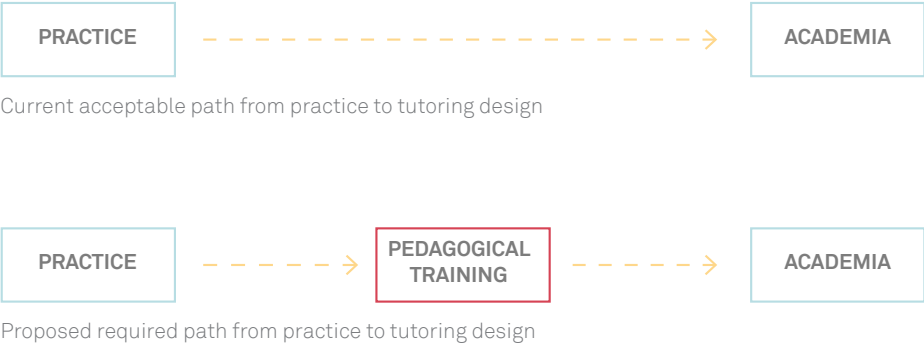 PRACTICE
ACADEMIA
Current acceptable path from practice to tutoring design
PRACTICE
PEDAGOGICAL
TRAINING
ACADEMIA
Proposed required path from practice to tutoring design